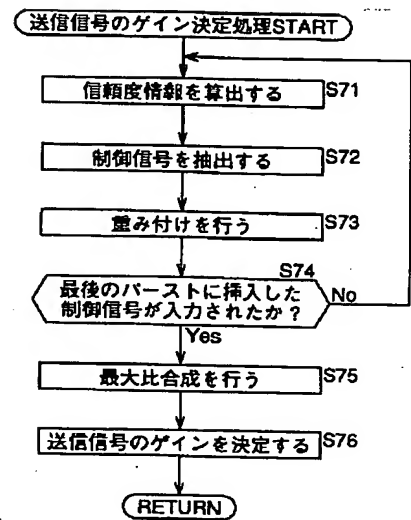 送信信号のゲイン決定処理START
信頼度情報を算出する S71
制御信号を抽出する S72
重み付けを行う S73
S74
最後のバーストに挿入した
制御信号が入力されたか？ No
Yes
最大比合成を行う S75
送信信号のゲインを決定する S76
RETURN